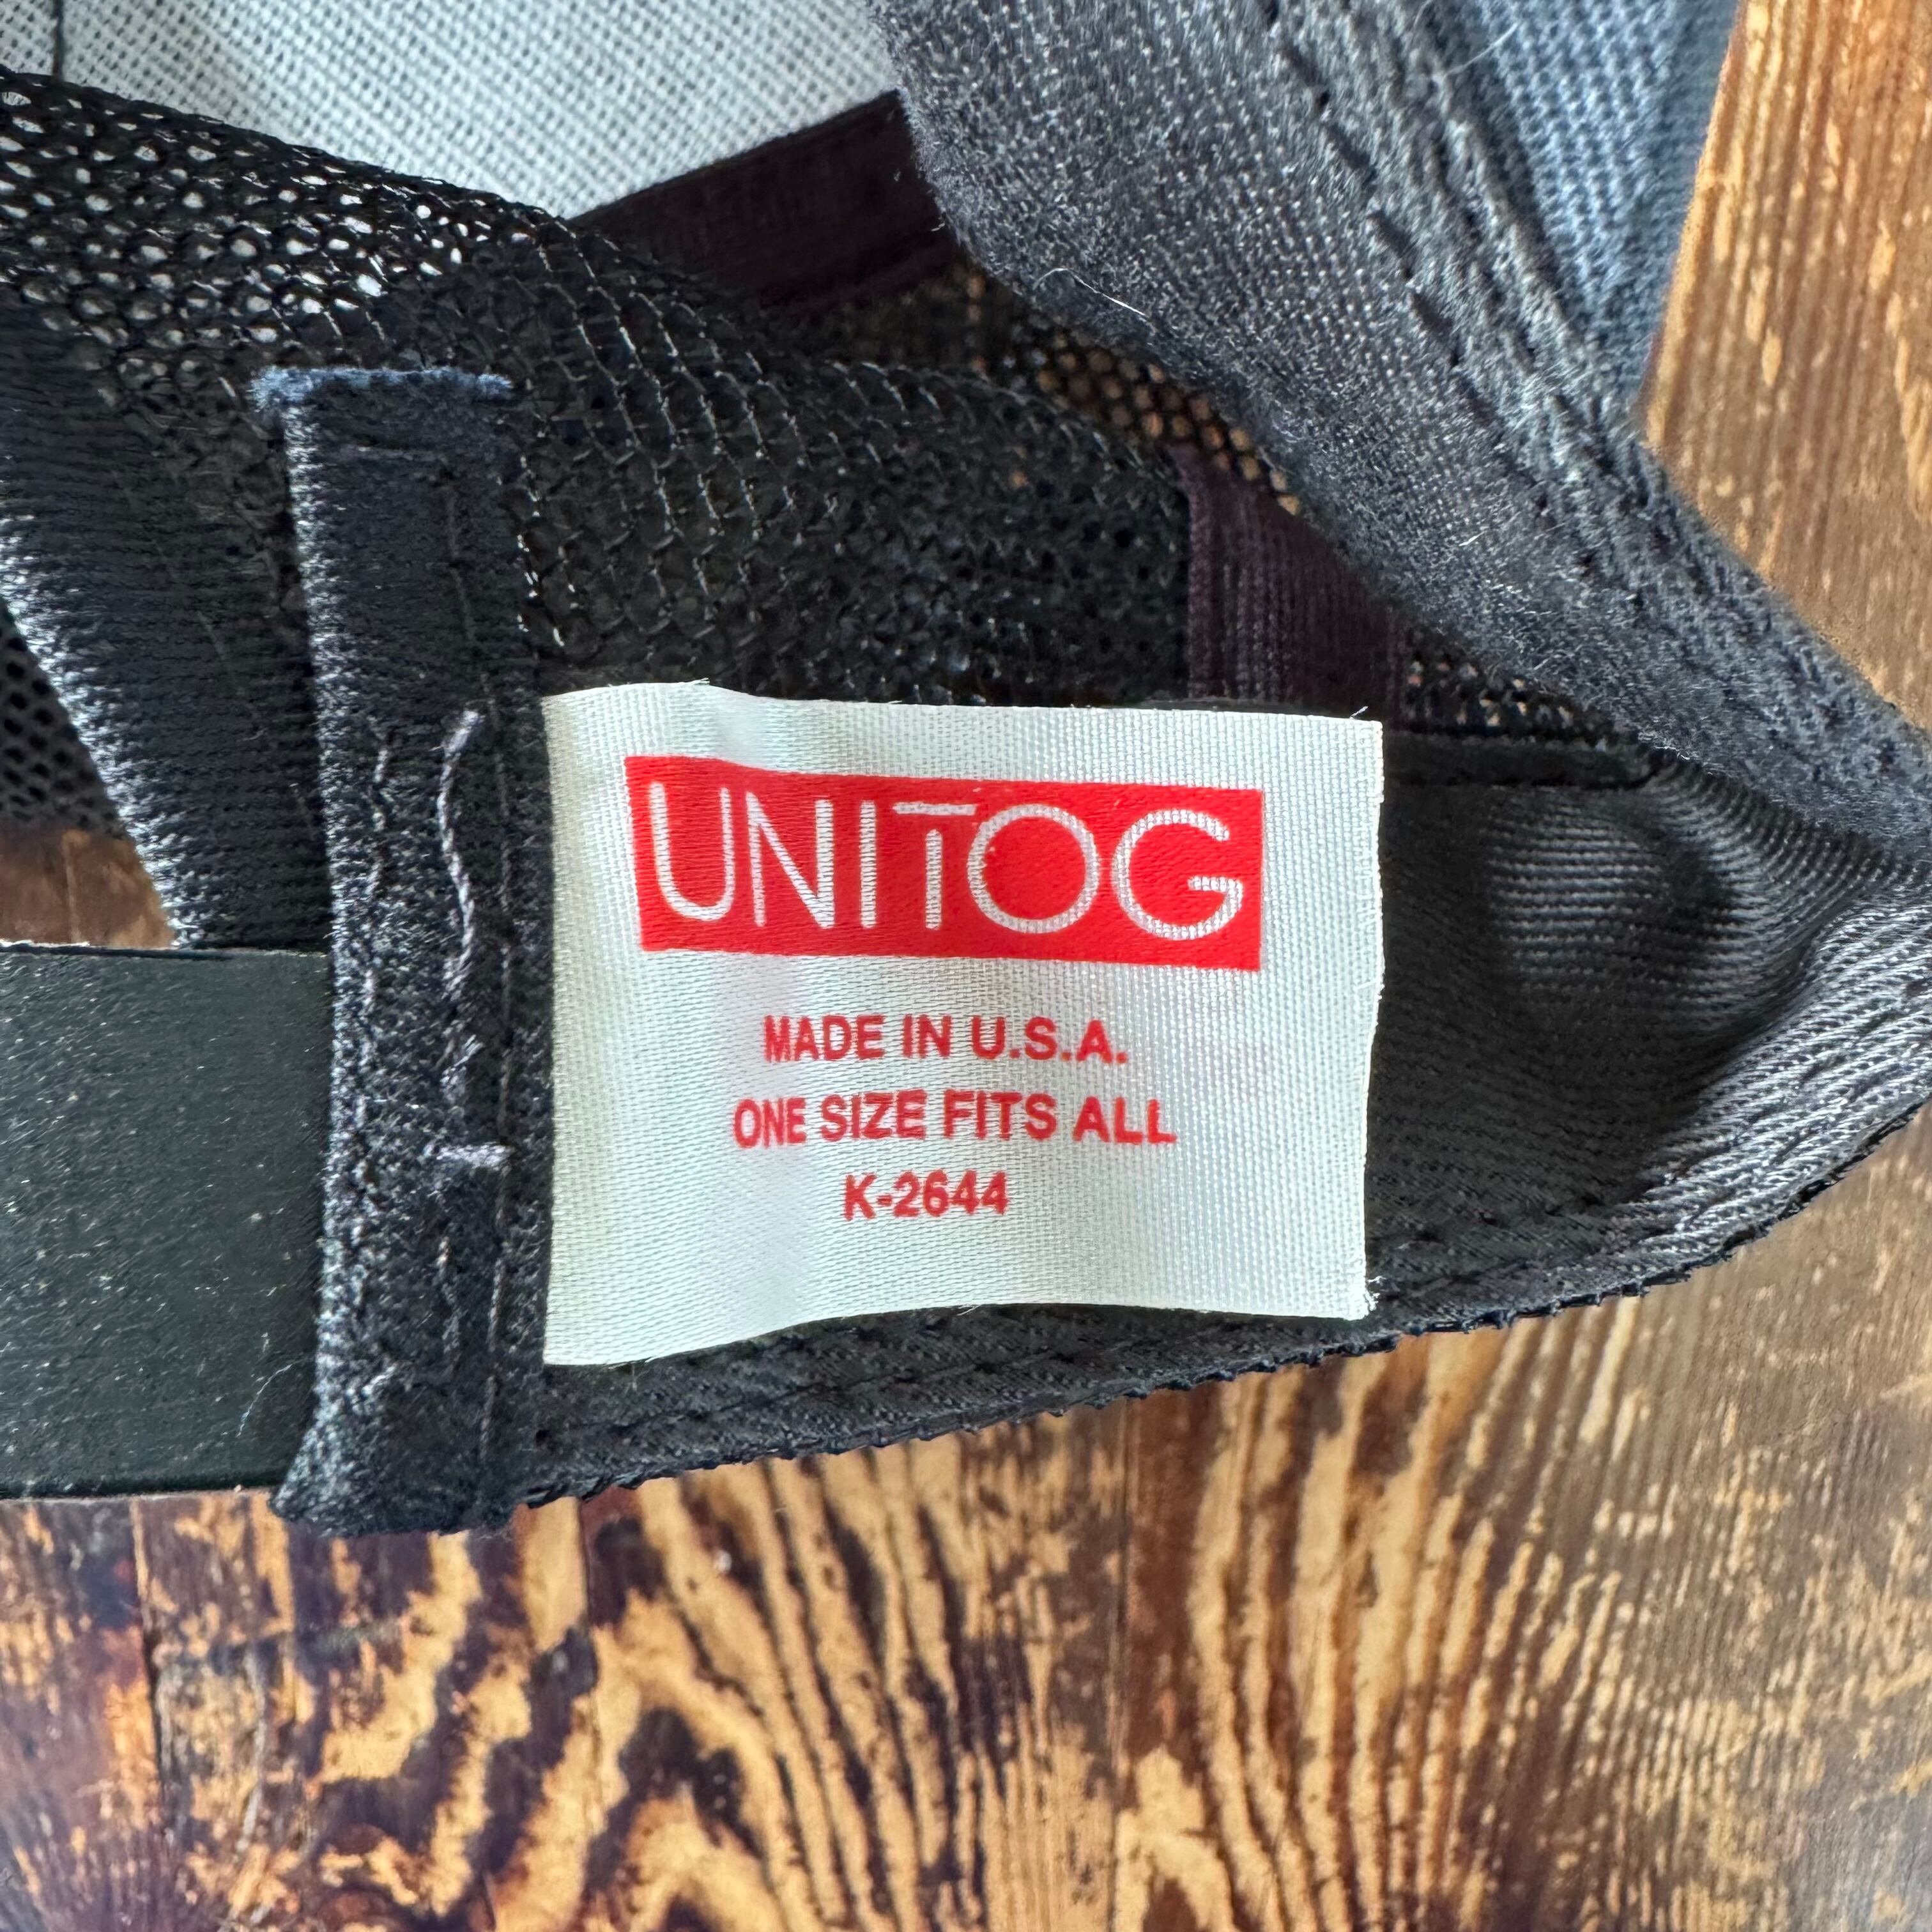 UNITOG
MADE IN U.S.A.
ONE SIZE FITS ALL
K-2644